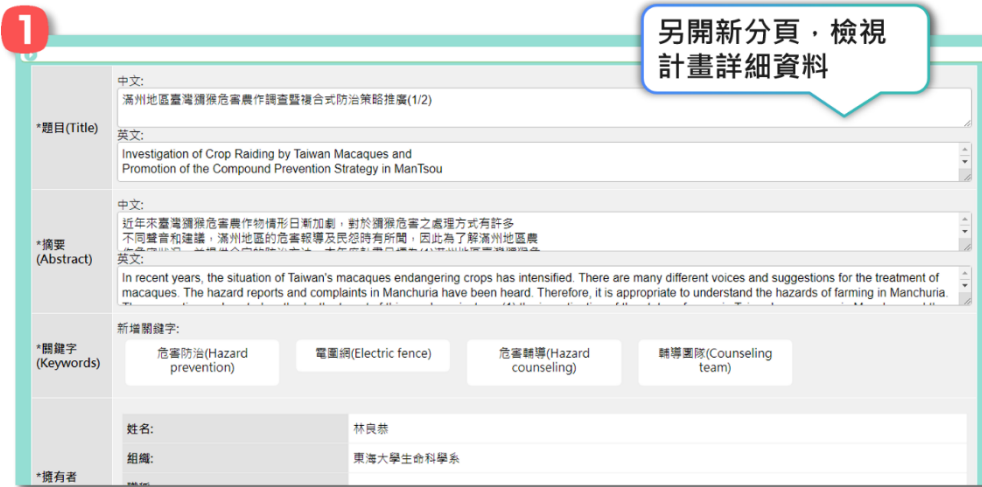 1
另開新分頁，檢視
計畫詳細資料
*題目(Title)
中文:
滿州地區臺灣獼猴危害農作調查暨複合式防治策略推廣(1/2)
英文:
Investigation of Crop Raiding by Taiwan Macaques and
Promotion of the Compound Prevention Strategy in ManTsou
*摘要
(Abstract)
中文:
近年來臺灣獼猴危害農作物情形日漸加劇，對於獼猴危害之處理方式有許多
不同聲音和建議，滿州地區的危害報導及民怨時有所聞，因此為了解滿州地區農
英文:
In recent years, the situation of Taiwan's macaques endangering crops has intensified. There are many different voices and suggestions for the treatment of
macaques. The hazard reports and complaints in Manchuria have been heard. Therefore, it is appropriate to understand the hazards of farming in Manchuria.
*關鍵字
(Keywords)
新增關鍵字:
危害防治(Hazard
prevention)
電圍網(Electric fence)
危害輔導(Hazard
counseling)
輔導團隊(Counseling
team)
*擁有者
姓名:
林良恭
組織:
東海大學生命科學系